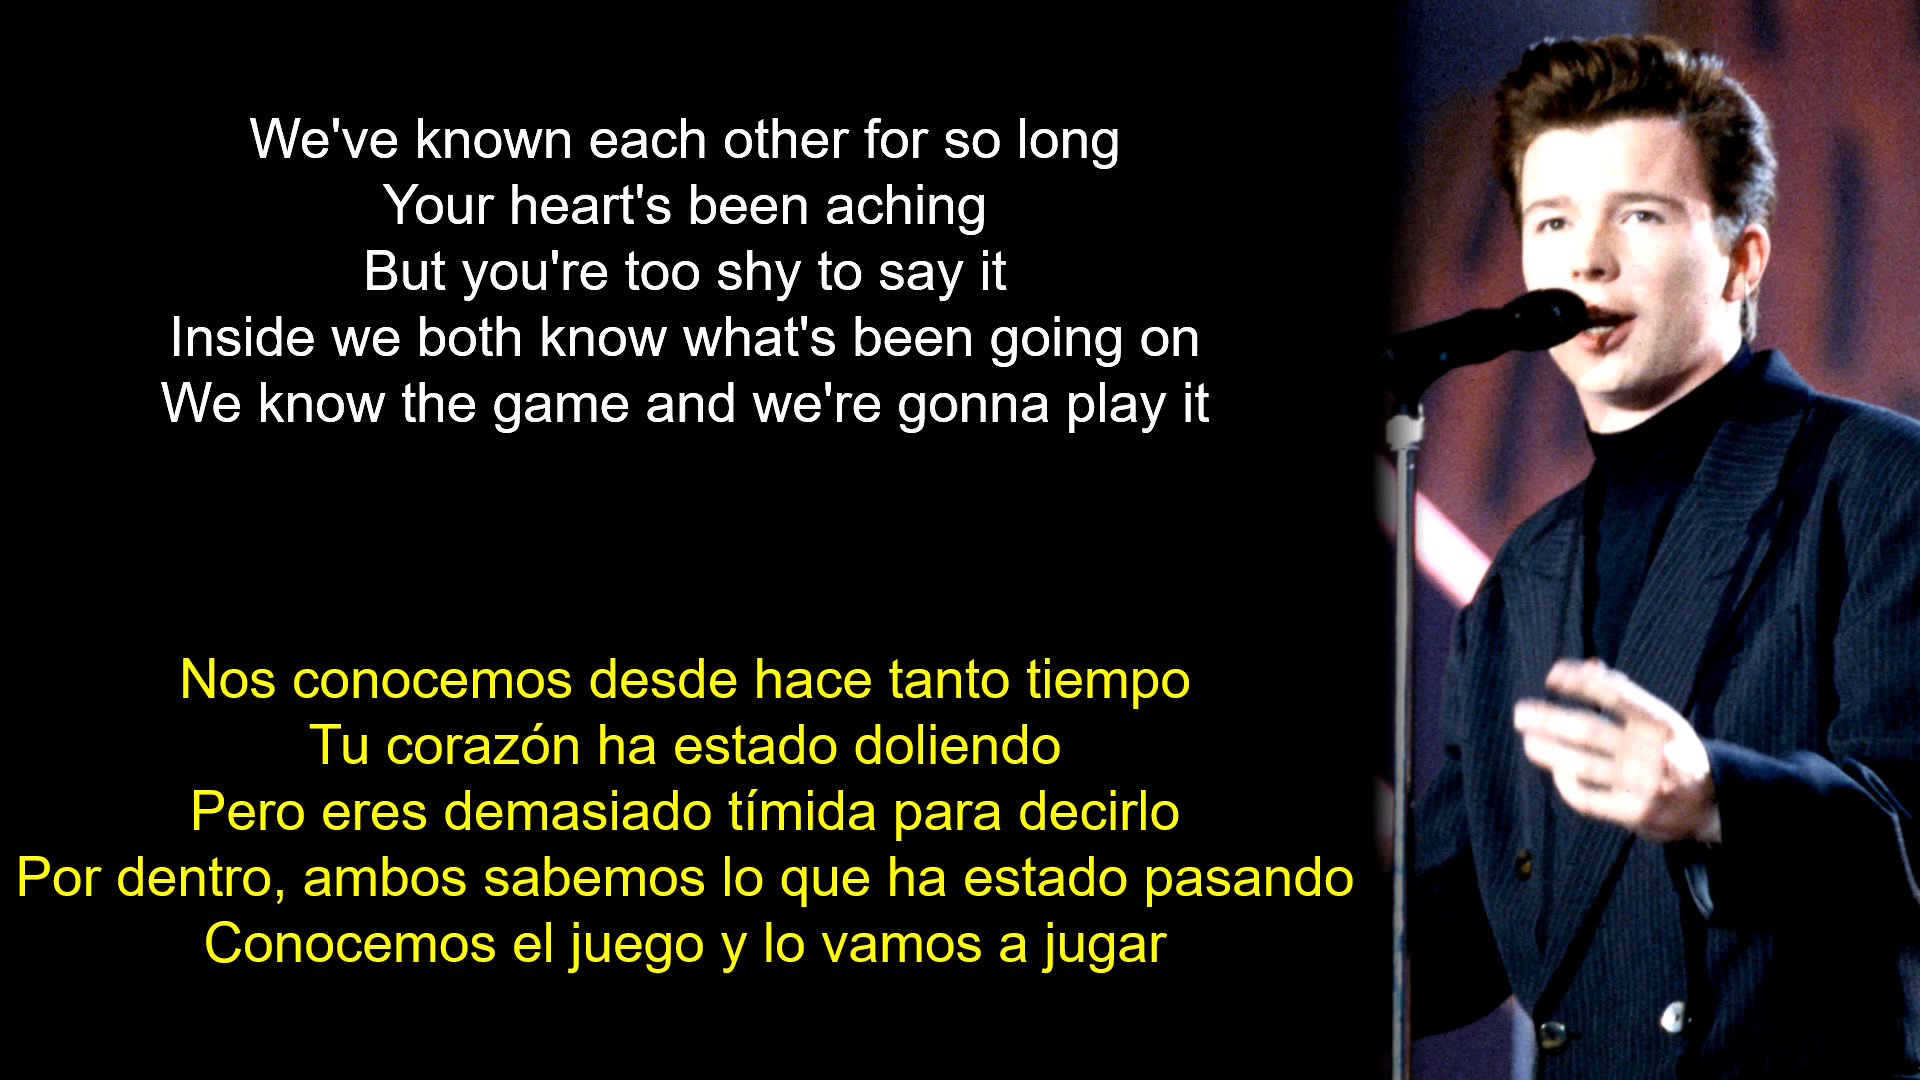 We've known each other for so long
Your heart's been aching
But you're too shy to say it
Inside we both know what's been going on
We know the game and we're gonna play it
Nos conocemos desde hace tanto tiempo
Tu corazón ha estado doliendo
Pero eres demasiado tímida para decirlo
Por dentro, ambos sabemos lo que ha estado pasando
Conocemos el juego y lo vamos a jugar